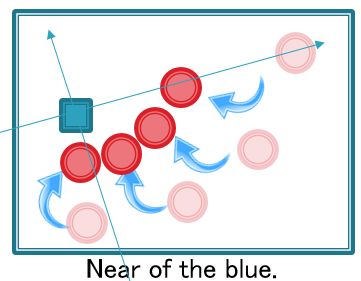 Near of the blue.